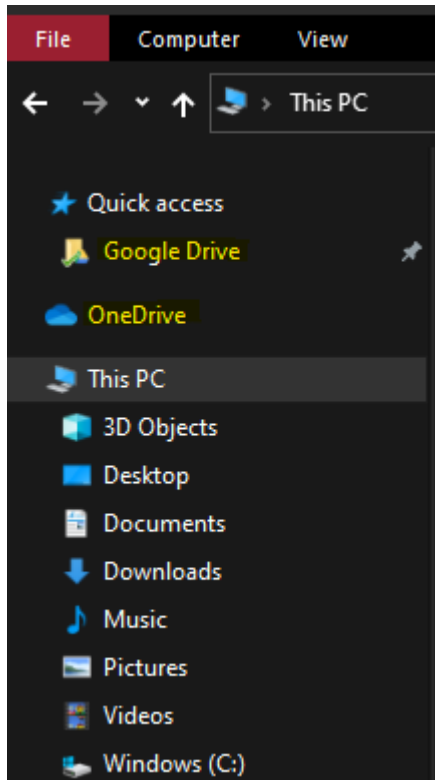 File Computer View
This PC
Quick access
Google Drive
OneDrive
This PC
3D Objects
Desktop
Documents
Downloads
Music
Pictures
Videos
Windows (C:)